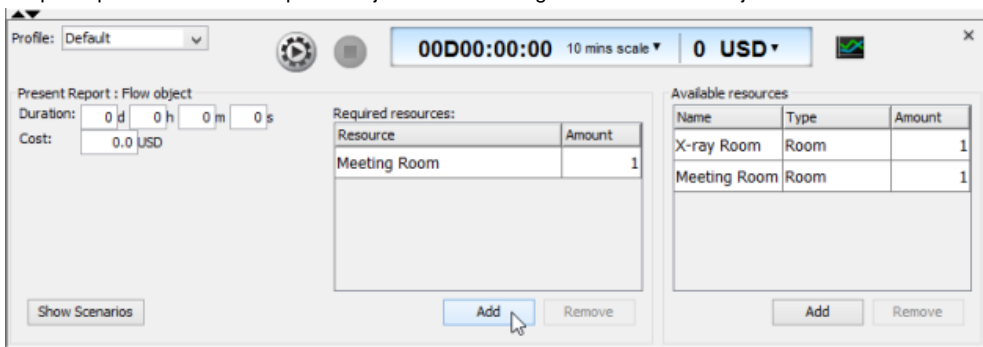 Profile: Default
00D00:00:00 10 mins scale 0 USD
Present Report : Flow object
Duration: 0 d 0 h 0 m 0 s
Cost: 0.0 USD
Required resources:
Resource Amount
Meeting Room 1
Available resources
Name Type Amount
X-ray Room Room 1
Meeting Room Room 1
Show Scenarios
Add Remove
Add Remove